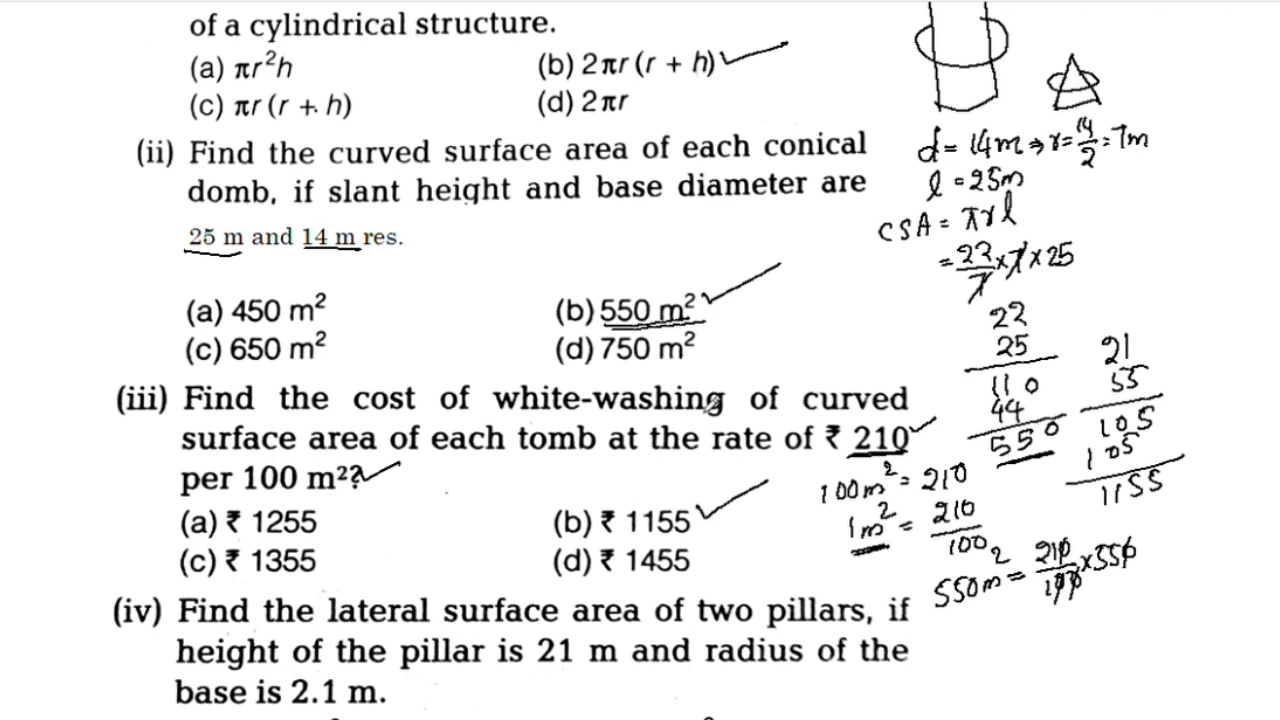 of a cylindrical structure.
(a) πr²h (b) 2πr (r + h)
(c) πr (r + h) (d) 2πr
(ii) Find the curved surface area of each conical
domb, if slant height and base diameter are
25 m and 14 m res.
(a) 450 m² (b) 550 m²
(c) 650 m² (d) 750 m²
(iii) Find the cost of white-washing of curved
surface area of each tomb at the rate of ₹ 210
per 100 m²?
(a) ₹ 1255 (b) ₹ 1155
(c) ₹ 1355 (d) ₹ 1455
(iv) Find the lateral surface area of two pillars, if
height of the pillar is 21 m and radius of the
base is 2.1 m.
d = 14m ⇒ r = 14/2 = 7m
l = 25m
CSA = πrl
= 22/7 × 7 × 25
22
25
110
44
550
21
55
105
105
1155
100m² = 210
1m² = 210/100
550m² = 210/100 × 550